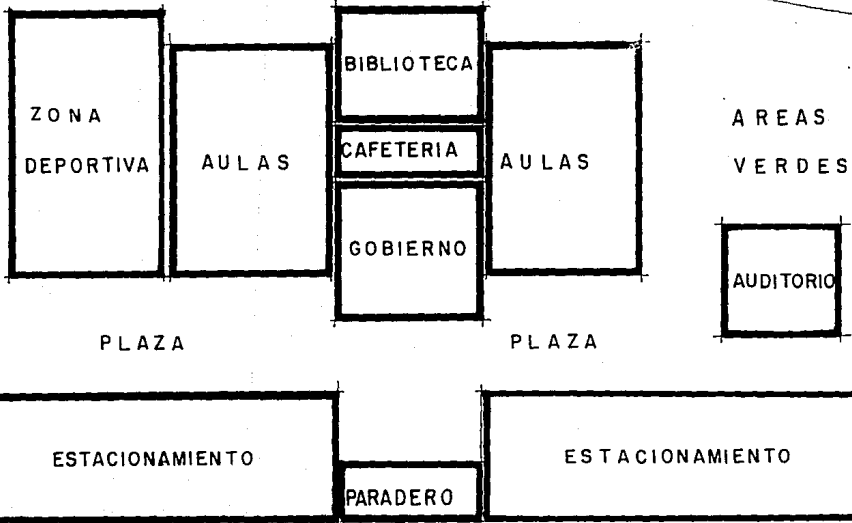 BIBLIOTECA
ZONA
DEPORTIVA
AULAS
CAFETERIA
AULAS
AREAS
VERDES
GOBIERNO
AUDITORIO
PLAZA
PLAZA
ESTACIONAMIENTO
PARADERO
ESTACIONAMIENTO